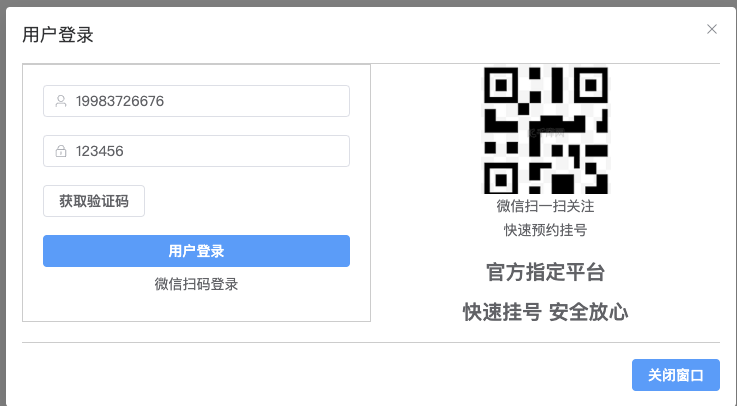 用户登录
19983726676
123456
获取验证码
用户登录
微信扫码登录
微信扫一扫关注
快速预约挂号
官方指定平台
快速挂号 安全放心
关闭窗口